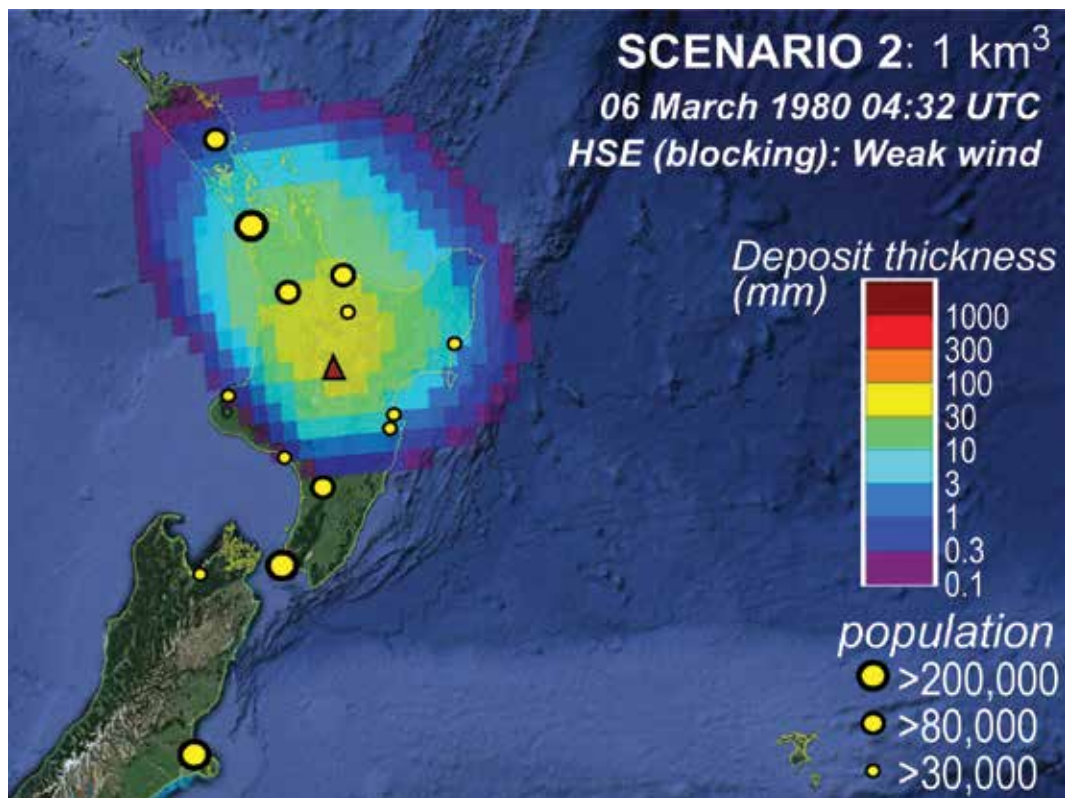 SCENARIO 2: 1 km³
06 March 1980 04:32 UTC
HSE (blocking): Weak wind
Deposit thickness
(mm)
1000
300
100
30
10
3
1
0.3
0.1
population
>200,000
>80,000
>30,000